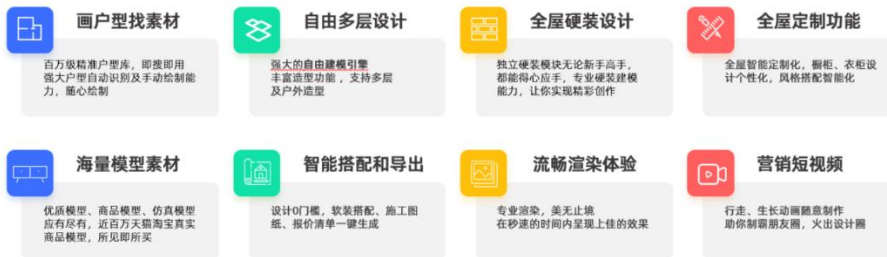 画户型找素材
百万级精准户型库，即搜即用
强大户型自动识别及手动绘制能
力，随心绘制
自由多层设计
强大的自由建模引擎
丰富造型功能 ，支持多层
及户外造型
全屋硬装设计
独立硬装模块无论新手高手，
都能得心应手，专业硬装建模
能力，让你实现精彩创作
全屋定制功能
全屋智能定制化，橱柜、衣柜设
计个性化，风格搭配智能化
海量模型素材
优质模型、商品模型、仿真模型
应有尽有，近百万天猫淘宝真实
商品模型，所见即所买
智能搭配和导出
设计0门槛，软装搭配、施工图
纸、报价清单一键生成
流畅渲染体验
专业渲染，美无止境
在秒速的时间内呈现上佳的效果
营销短视频
行走、生长动画随意制作
助你制霸朋友圈，火出设计圈